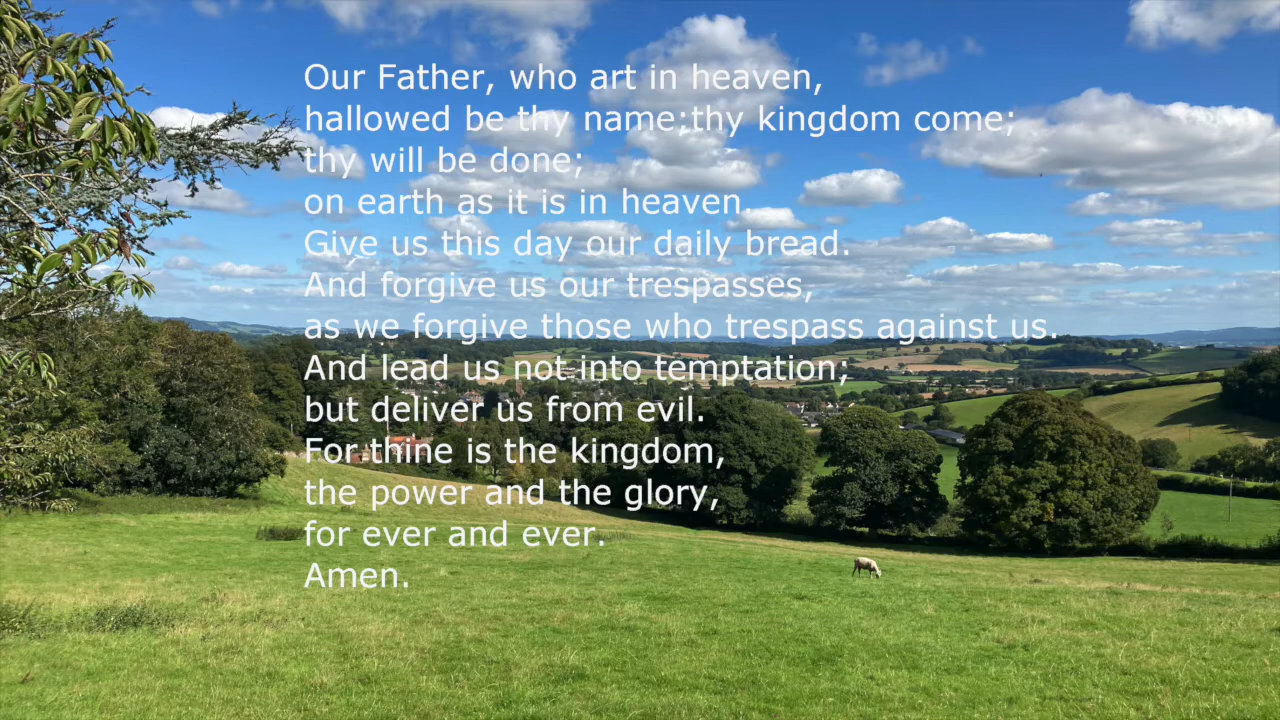 Our Father, who art in heaven,
hallowed be thy name;thy kingdom come;
thy will be done;
on earth as it is in heaven.
Give us this day our daily bread.
And forgive us our trespasses,
as we forgive those who trespass against us.
And lead us not into temptation;
but deliver us from evil.
For thine is the kingdom,
the power and the glory,
for ever and ever.
Amen.